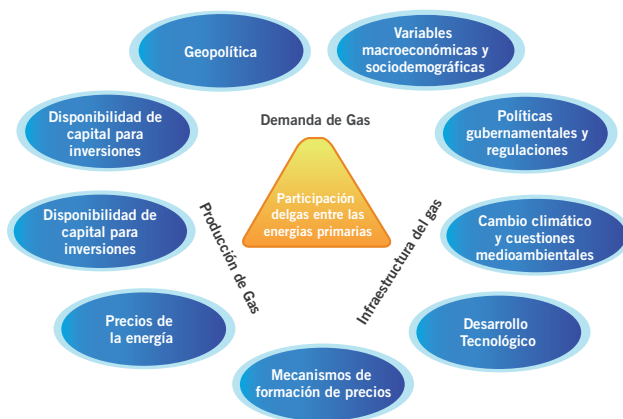 Geopolítica
Variables
macroeconómicas y
sociodemográficas
Disponibilidad de
capital para
inversiones
Demanda de Gas
Políticas
gubernamentales y
regulaciones
Participación
delgas entre las
energias primarias
Disponibilidad de
capital para
inversiones
Producción de Gas
Infraestructura del gas
Cambio climático
y cuestiones
medioambientales
Precios de
la energía
Desarrollo
Tecnológico
Mecanismos de
formación de precios